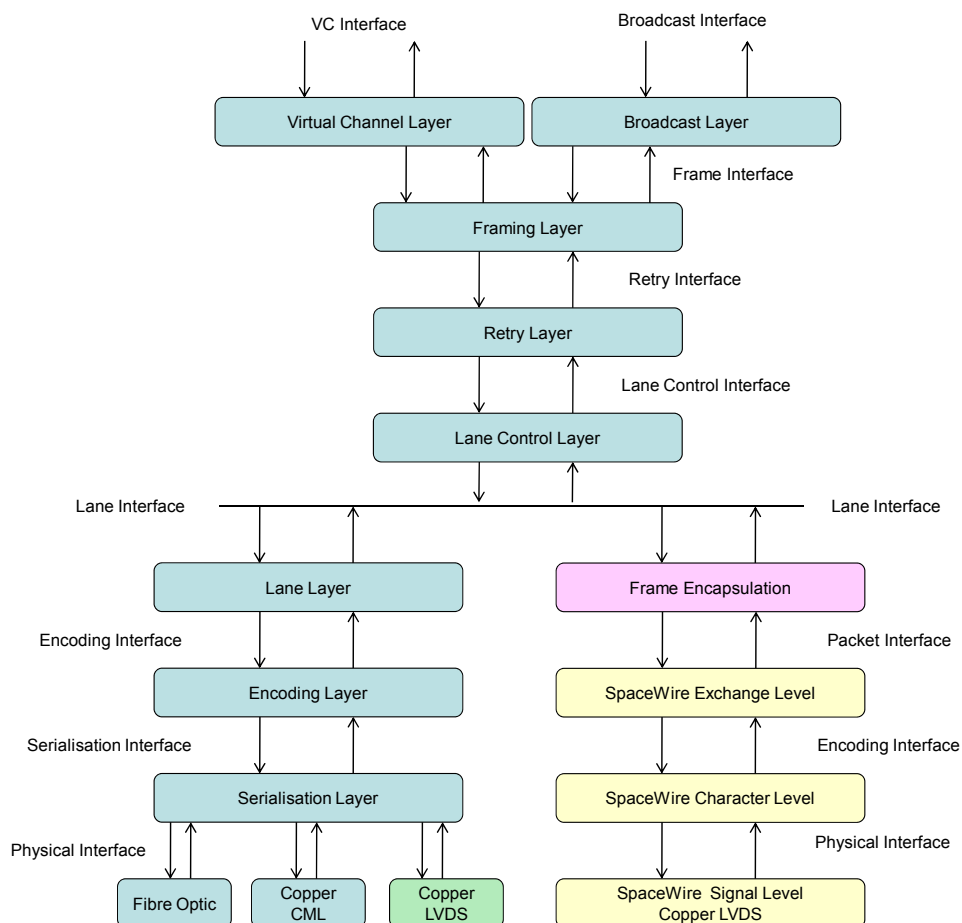 VC Interface
Broadcast Interface
Virtual Channel Layer
Broadcast Layer
Frame Interface
Framing Layer
Retry Interface
Retry Layer
Lane Control Interface
Lane Control Layer
Lane Interface
Lane Interface
Lane Layer
Frame Encapsulation
Encoding Interface
Packet Interface
Encoding Layer
SpaceWire Exchange Level
Serialisation Interface
Encoding Interface
Serialisation Layer
SpaceWire Character Level
Physical Interface
Physical Interface
Fibre Optic
Copper
CML
Copper
LVDS
SpaceWire Signal Level
Copper LVDS